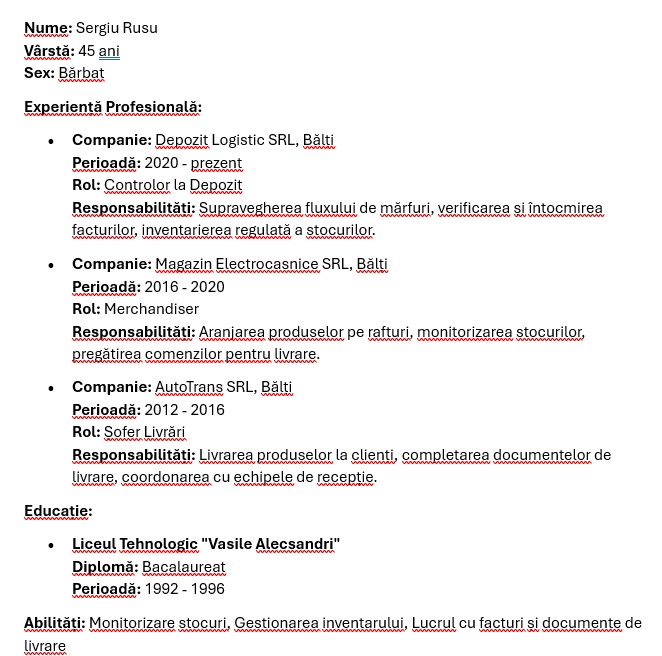 Nume: Sergiu Rusu
Vârstă: 45 ani
Sex: Bărbat
Experiență Profesională:
• Companie: Depozit Logistic SRL, Bălți
Perioadă: 2020 - prezent
Rol: Controlor la Depozit
Responsabilități: Supravegherea fluxului de mărfuri, verificarea și întocmirea
facturilor, inventarierea regulată a stocurilor.
• Companie: Magazin Electrocasnice SRL, Bălți
Perioadă: 2016 - 2020
Rol: Merchandiser
Responsabilități: Aranjarea produselor pe rafturi, monitorizarea stocurilor,
pregătirea comenzilor pentru livrare.
• Companie: AutoTrans SRL, Bălți
Perioadă: 2012 - 2016
Rol: Șofer Livrări
Responsabilități: Livrarea produselor la clienți, completarea documentelor de
livrare, coordonarea cu echipele de recepție.
Educație:
• Liceul Tehnologic "Vasile Alecsandri"
Diplomă: Bacalaureat
Perioadă: 1992 - 1996
Abilități: Monitorizare stocuri, Gestionarea inventarului, Lucrul cu facturi și documente de
livrare